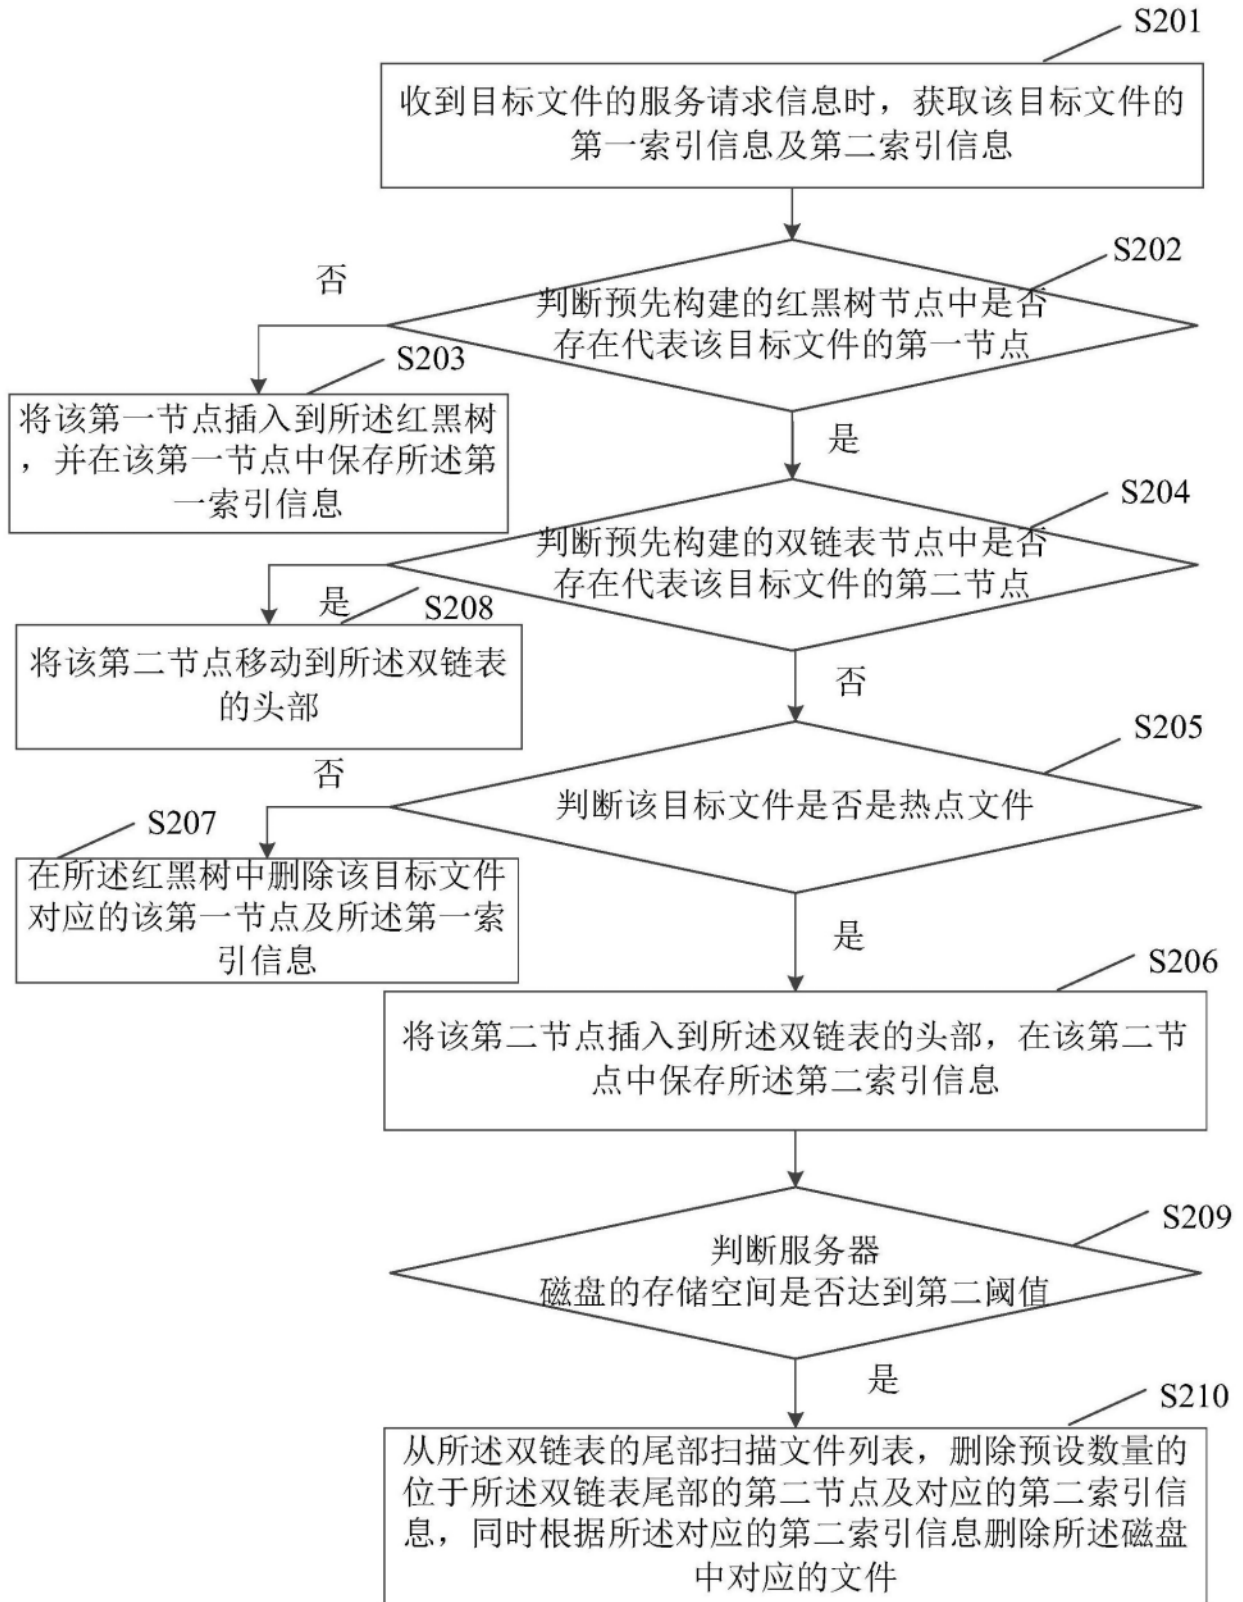 S201
收到目标文件的服务请求信息时，获取该目标文件的
第一索引信息及第二索引信息
S202
否
判断预先构建的红黑树节点中是否
存在代表该目标文件的第一节点
S203
将该第一节点插入到所述红黑树
，并在该第一节点中保存所述第
一索引信息
是
S204
判断预先构建的双链表节点中是否
存在代表该目标文件的第二节点
是
S208
将该第二节点移动到所述双链表
的头部
否
S205
否
判断该目标文件是否是热点文件
S207
在所述红黑树中删除该目标文件
对应的该第一节点及所述第一索
引信息
是
S206
将该第二节点插入到所述双链表的头部，在该第二节
点中保存所述第二索引信息
S209
判断服务器
磁盘的存储空间是否达到第二阈值
是
S210
从所述双链表的尾部扫描文件列表，删除预设数量的
位于所述双链表尾部的第二节点及对应的第二索引信
息，同时根据所述对应的第二索引信息删除所述磁盘
中对应的文件